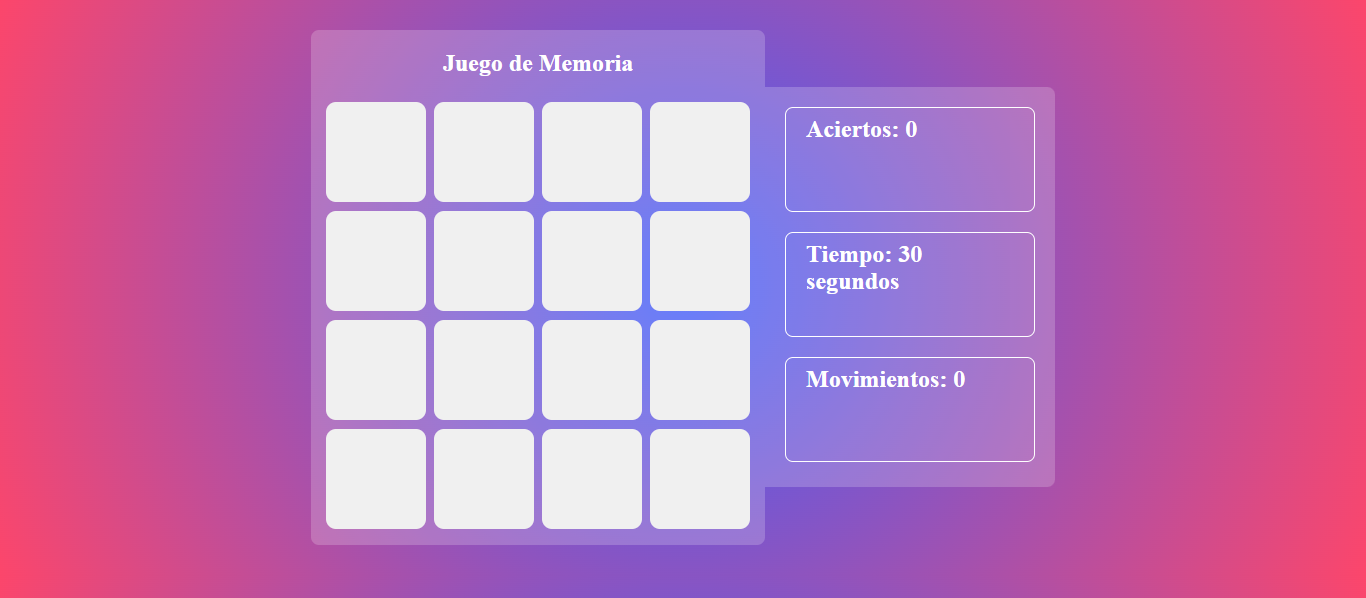 Juego de Memoria
Aciertos: 0
Tiempo: 30
segundos
Movimientos: 0